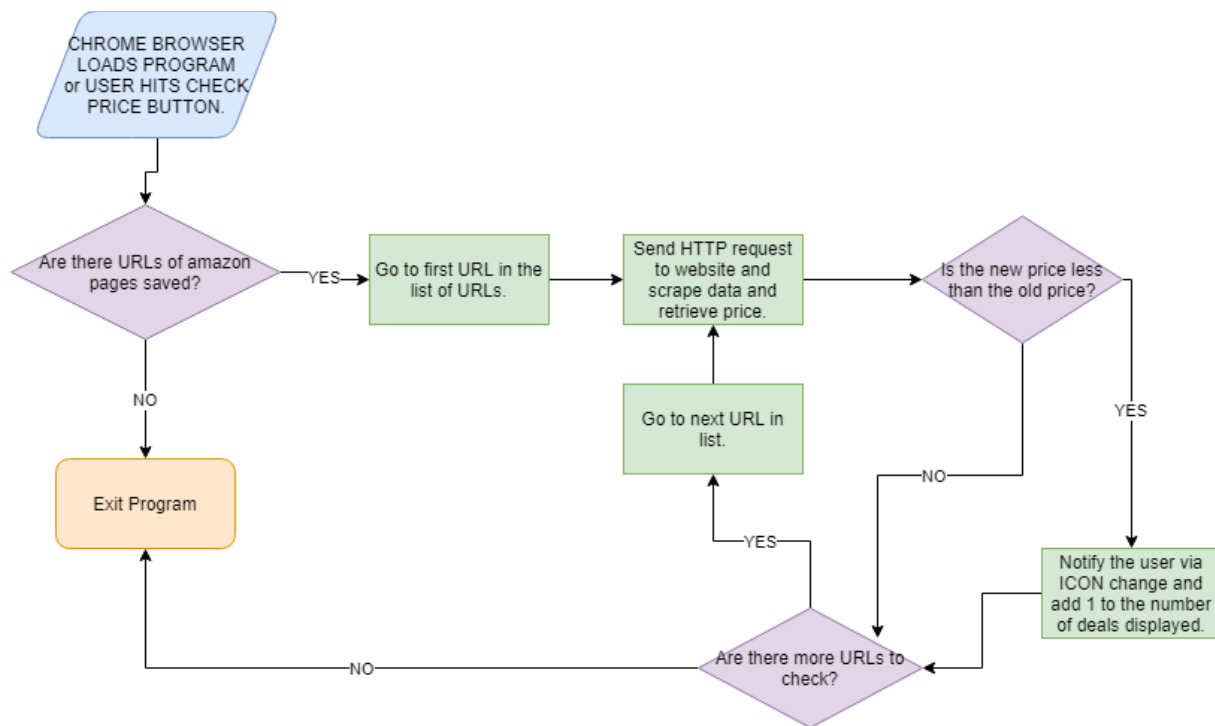 CHROME BROWSER
LOADS PROGRAM
or USER HITS CHECK
PRICE BUTTON.
Are there URLs of amazon
pages saved?
YES
Go to first URL in the
list of URLs.
Send HTTP request
to website and
scrape data and
retrieve price.
Is the new price less
than the old price?
NO
YES
Go to next URL in
list.
NO
Exit Program
YES
Notify the user via
ICON change and
add 1 to the number
of deals displayed.
Are there more URLs to
check?
NO